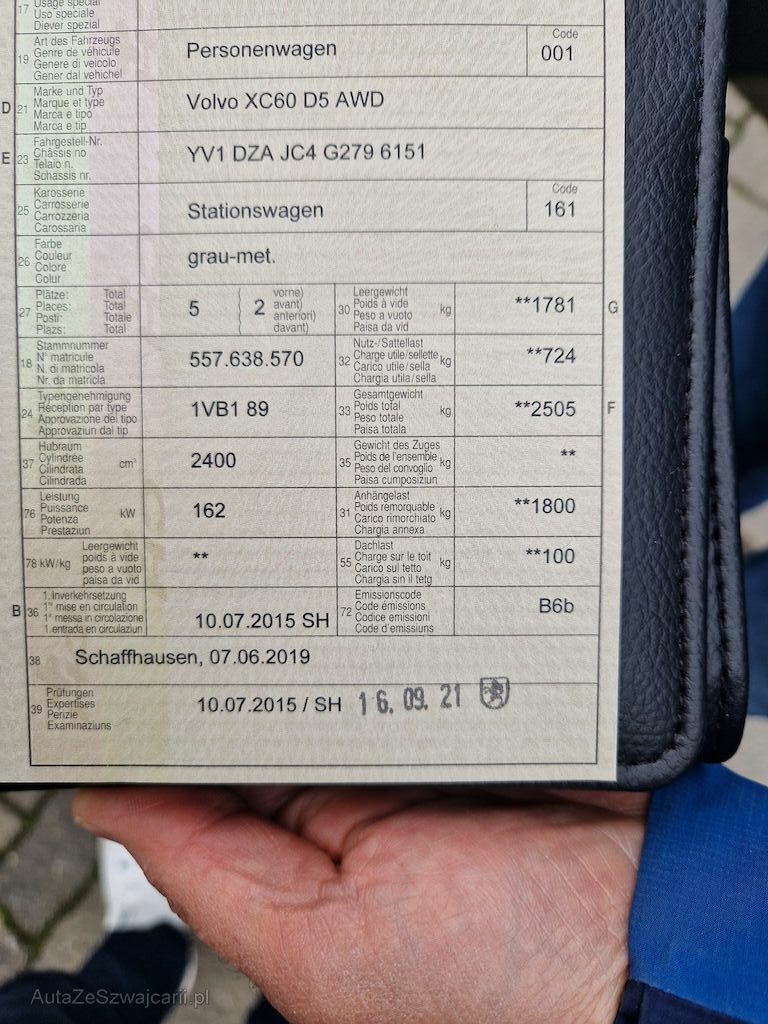 17 Usage spécial
Uso speciale
Diever spezial
19 Art des Fahrzeugs
Genre de véhicule
Genere di veicolo
Gener dal vehichel
Personenwagen
Code
001
D 21 Marke und Typ
Marque et type
Marca e tipo
Marca e tip
Volvo XC60 D5 AWD
E 23 Fahrgestell-Nr.
Châssis no
Telaio n.
Schassis nr.
YV1 DZA JC4 G279 6151
25 Karosserie
Carrosserie
Carrozzeria
Carossaria
Stationswagen
Code
161
26 Farbe
Couleur
Colore
Colur
grau-met.
27 Plätze: Total
Places: Total
Posti: Totale
Plazs: Total
5 ( 2 vorne)
( avant)
( anteriori)
( davant)
30 Leergewicht
Poids à vide
Peso a vuoto
Paisa da vid
kg **1781 G
18 Stammnummer
N° matricule
N. di matricola
Nr. da matricla
557.638.570
32 Nutz-/Sattellast
Charge utile/sellette
Carico utile/sella
Chargia utila/sella
kg **724
24 Typengenehmigung
Réception par type
Approvazione del tipo
Approvaziun dal tip
1VB1 89
33 Gesamtgewicht
Poids total
Peso totale
Paisa totala
kg **2505 F
37 Hubraum
Cylindrée
Cilindrata
Cilindrada
cm³ 2400
35 Gewicht des Zuges
Poids de l'ensemble
Peso del convoglio
Paisa cumposiziun
kg **
76 Leistung
Puissance
Potenza
Prestaziun
kW 162
31 Anhängelast
Poids remorquable
Carico rimorchiato
Chargia annexa
kg **1800
78 kW/kg Leergewicht
poids à vide
peso a vuoto
paisa da vid
**
55 Dachlast
Charge sur le toit
Carico sul tetto
Chargia sin il tetg
kg **100
B 36 1. Inverkehrsetzung
1re mise en circulation
1a messa in circolazione
1. entrada en circulaziun
10.07.2015 SH
72 Emissionscode
Code émissions
Codice emissioni
Code d'emissiuns
B6b
38 Schaffhausen, 07.06.2019
39 Prüfungen
Expertises
Perizie
Examinaziuns
10.07.2015 / SH 16. 09. 21
AutaZeSzwajcarii.pl